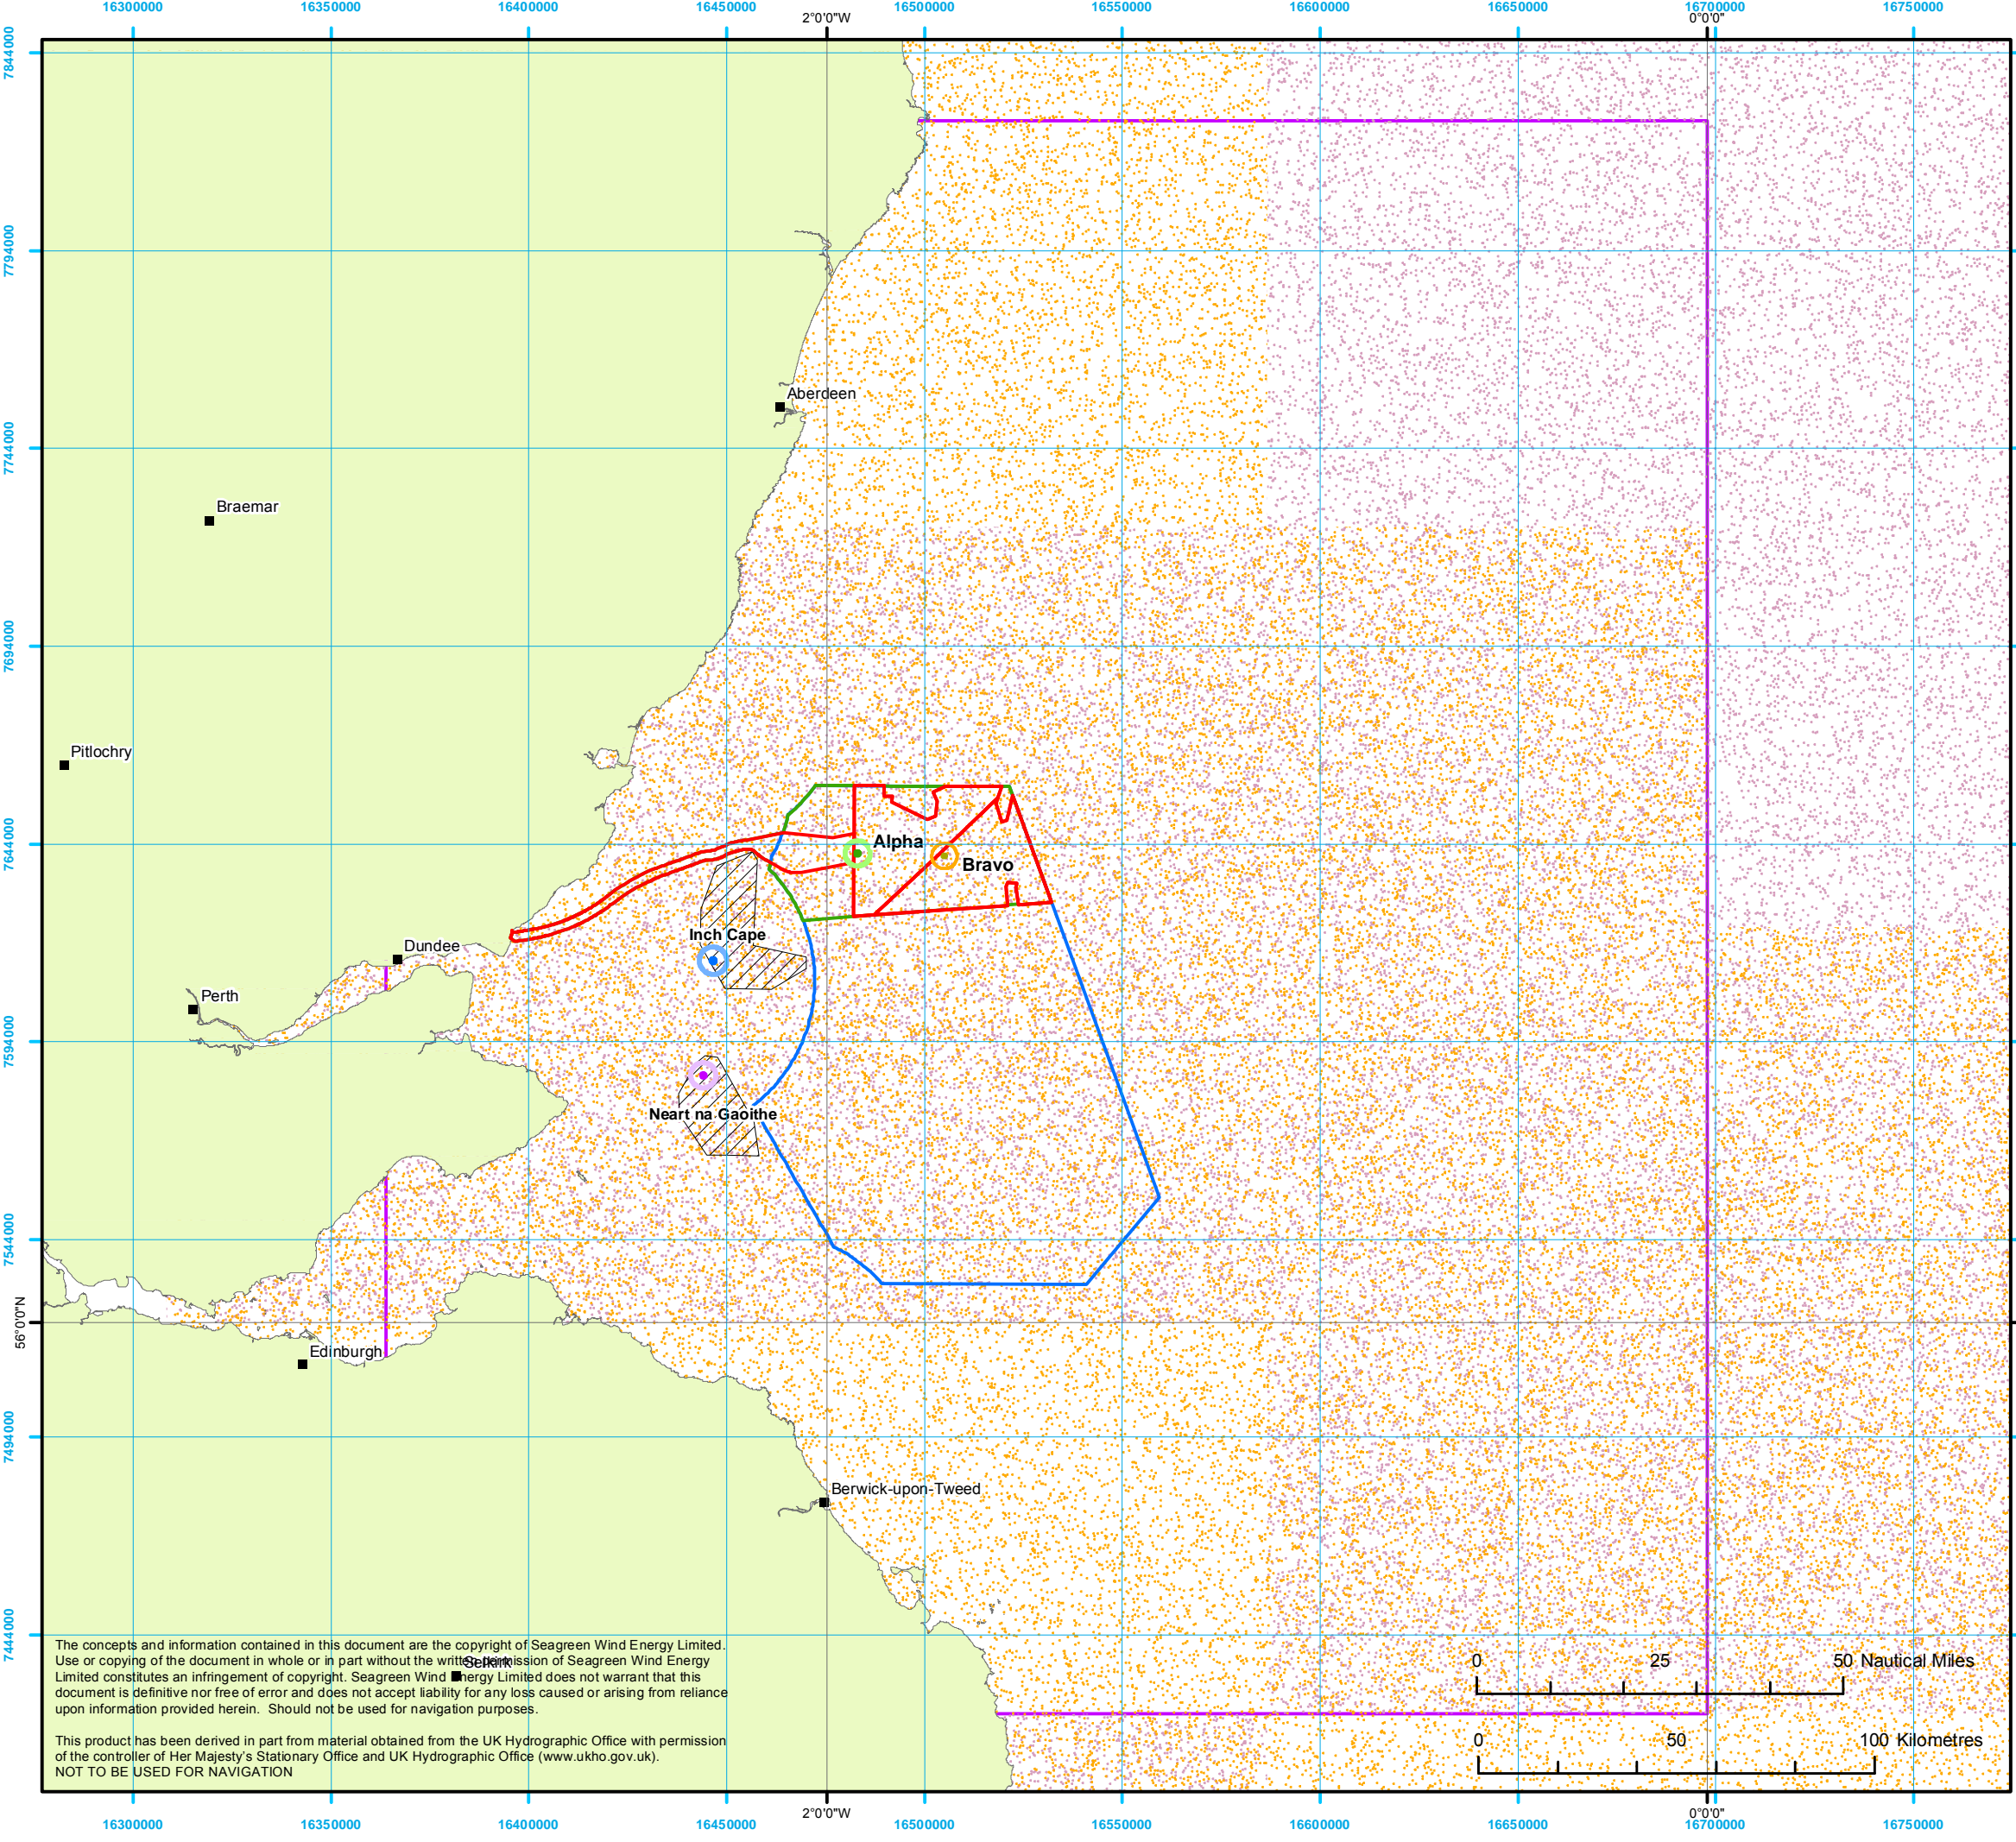 16300000 16350000 16400000 16450000 16500000 16550000 16600000 16650000 16700000 16750000
2°0'0"W 0°0'0"
7844000
7794000
Aberdeen
7744000
Braemar
7694000
Pitlochry
7644000
Alpha
Bravo
Inch Cape
Dundee
Perth
7594000
Neart na Gaoithe
7544000
56°0'0"N
Edinburgh
7494000
Berwick-upon-Tweed
7444000
The concepts and information contained in this document are the copyright of Seagreen Wind Energy Limited.
Use or copying of the document in whole or in part without the written permission of Seagreen Wind Energy
Selkirk
Limited constitutes an infringement of copyright. Seagreen Wind Energy Limited does not warrant that this
document is definitive nor free of error and does not accept liability for any loss caused or arising from reliance
upon information provided herein.  Should not be used for navigation purposes.
This product has been derived in part from material obtained from the UK Hydrographic Office with permission
of the controller of Her Majesty's Stationary Office and UK Hydrographic Office (www.ukho.gov.uk).
NOT TO BE USED FOR NAVIGATION
0 25 50 Nautical Miles
0 50 100 Kilometres
2°0'0"W 0°0'0"
16300000 16350000 16400000 16450000 16500000 16550000 16600000 16650000 16700000 16750000